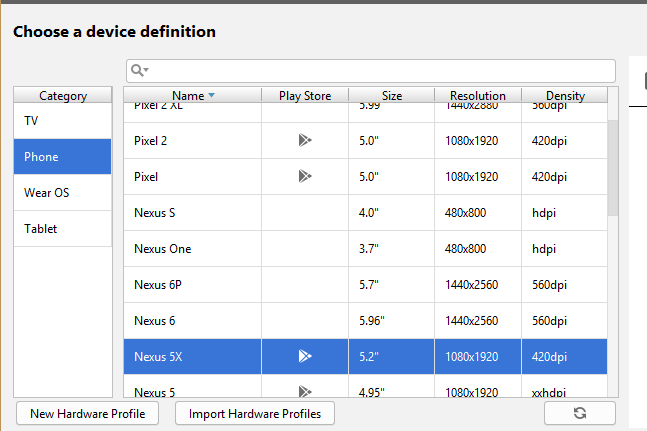 Choose a device definition
Category
TV
Phone
Wear OS
Tablet
Name Play Store Size Resolution Density
Pixel 2 XL 5.99" 1440x2880 560dpi
Pixel 2 5.0" 1080x1920 420dpi
Pixel 5.0" 1080x1920 420dpi
Nexus S 4.0" 480x800 hdpi
Nexus One 3.7" 480x800 hdpi
Nexus 6P 5.7" 1440x2560 560dpi
Nexus 6 5.96" 1440x2560 560dpi
Nexus 5X 5.2" 1080x1920 420dpi
Nexus 5 4.95" 1080x1920 xxhdpi
New Hardware Profile Import Hardware Profiles